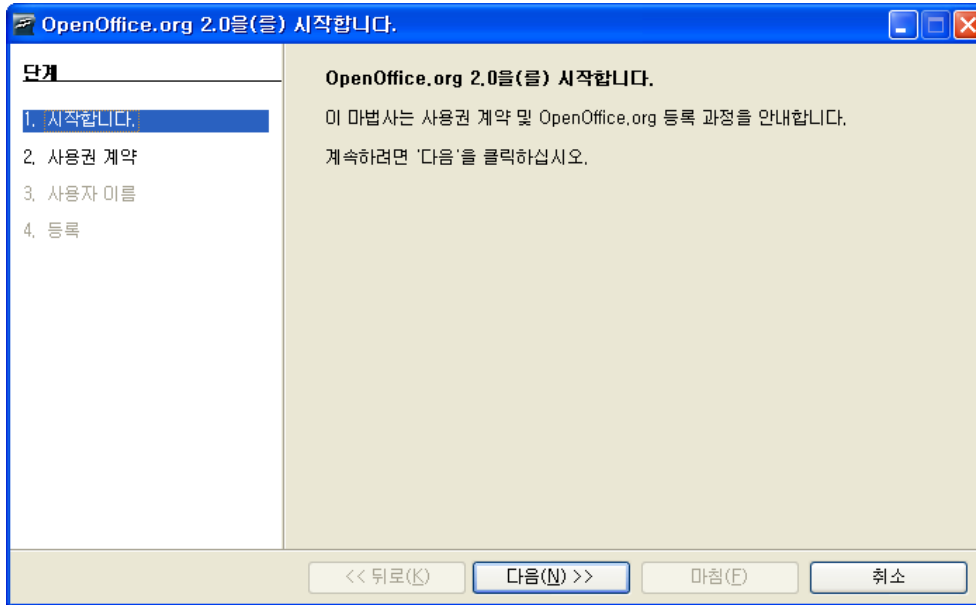 OpenOffice.org 2.0을(를) 시작합니다.
단계
1. 시작합니다.
2. 사용권 계약
3. 사용자 이름
4. 등록
OpenOffice.org 2.0을(를) 시작합니다.
이 마법사는 사용권 계약 및 OpenOffice.org 등록 과정을 안내합니다.
계속하려면 '다음'을 클릭하십시오.
<< 뒤로(K) 다음(N) >> 마침(F) 취소